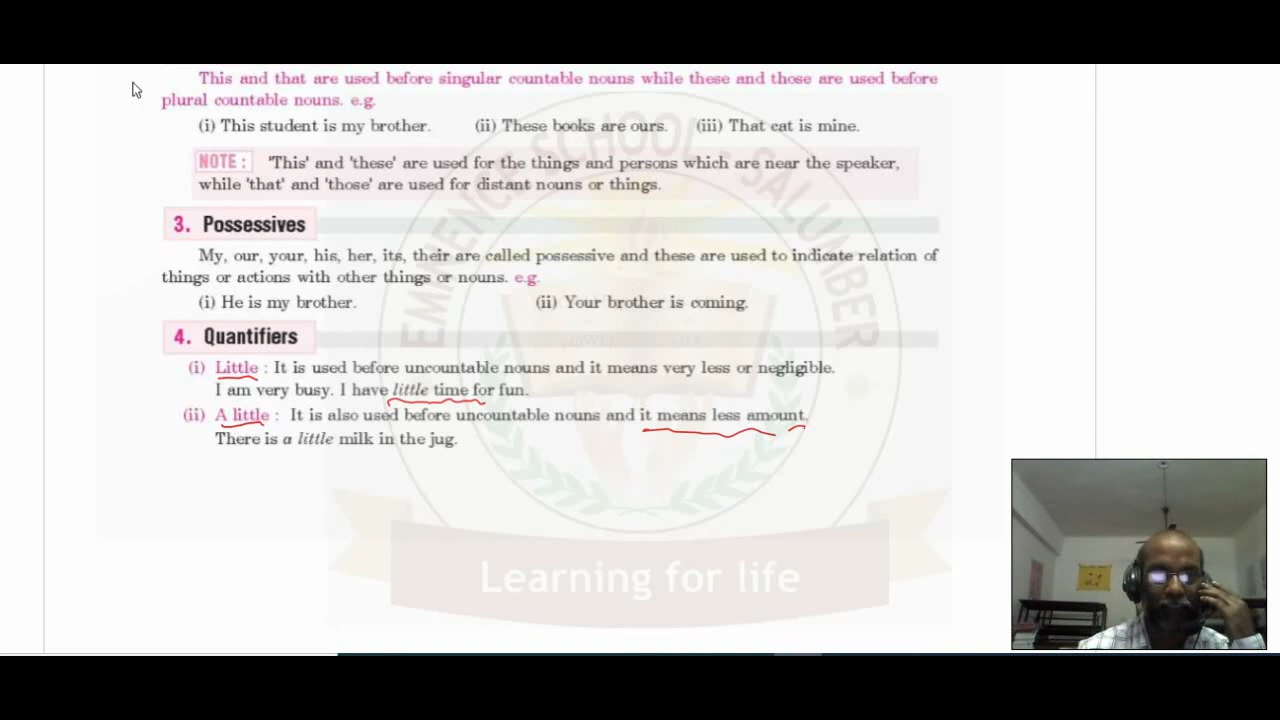 This and that are used before singular countable nouns while these and those are used before
plural countable nouns. e.g.
(i) This student is my brother. (ii) These books are ours. (iii) That cat is mine.
NOTE : 'This' and 'these' are used for the things and persons which are near the speaker,
while 'that' and 'those' are used for distant nouns or things.
3. Possessives
My, our, your, his, her, its, their are called possessive and these are used to indicate relation of
things or actions with other things or nouns. e.g.
(i) He is my brother. (ii) Your brother is coming.
4. Quantifiers
(i) Little : It is used before uncountable nouns and it means very less or negligible.
I am very busy. I have little time for fun.
(ii) A little : It is also used before uncountable nouns and it means less amount.
There is a little milk in the jug.
EMINENCE SCHOOL - SALUMBER
Learning for life